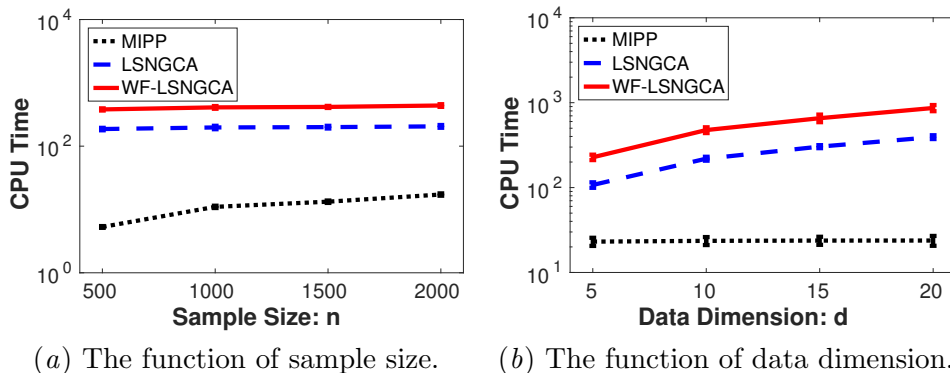 10^4
10^2
10^0
CPU Time
MIPP
LSNGCA
WF-LSNGCA
500 1000 1500 2000
Sample Size: n
(a) The function of sample size.
10^4
10^3
10^2
10^1
CPU Time
MIPP
LSNGCA
WF-LSNGCA
5 10 15 20
Data Dimension: d
(b) The function of data dimension.